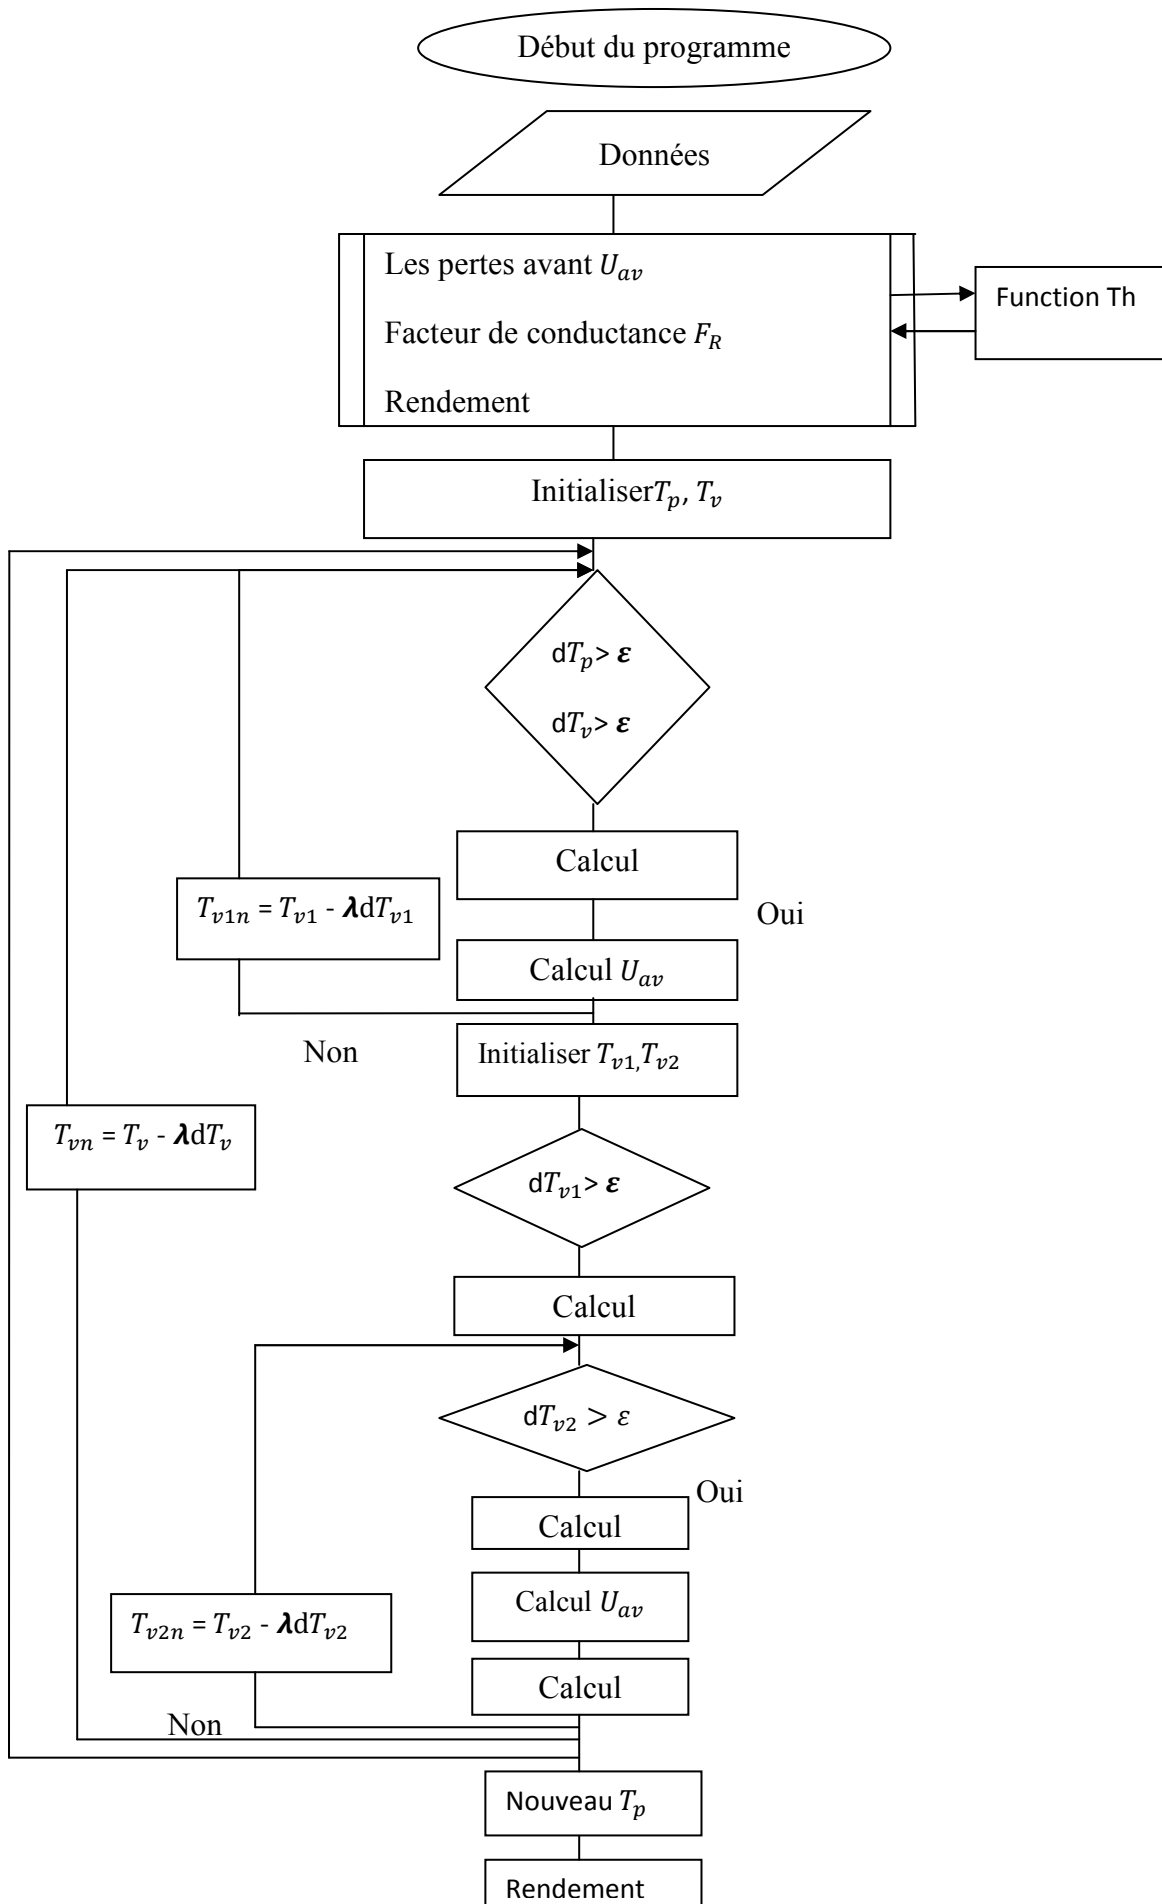 Début du programme
Données
Les pertes avant U_av
Function Th
Facteur de conductance F_R
Rendement
InitialiserT_p, T_v
dT_p> ε
dT_v> ε
Calcul
T_v1n = T_v1 - λdT_v1
Oui
Calcul U_av
Non
Initialiser T_v1,T_v2
T_vn = T_v - λdT_v
dT_v1> ε
Calcul
dT_v2 > ε
Oui
Calcul
Calcul U_av
T_v2n = T_v2 - λdT_v2
Calcul
Non
Nouveau T_p
Rendement